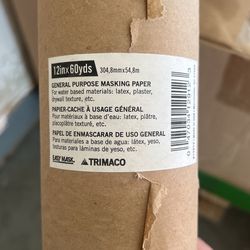 12in x 60yds
304,8mm x 54,8m
GENERAL PURPOSE MASKING PAPER
For water based materials: latex, plaster,
drywall texture, etc.
PAPIER-CACHE À USAGE GÉNÉRAL
Pour matériaux à base d'eau: latex, plâtre,
placoplâtre texture, etc.
PAPEL DE ENMASCARAR DE USO GENERAL
Para materiales a base de agua: látex, yeso,
texturas para láminas de yeso, etc.
EASY MASK
TRIMACO